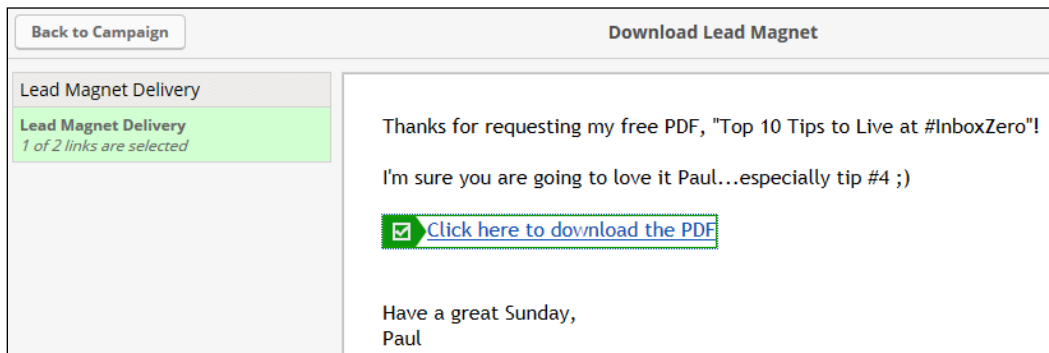 Back to Campaign
Download Lead Magnet
Lead Magnet Delivery
Lead Magnet Delivery
1 of 2 links are selected
Thanks for requesting my free PDF, "Top 10 Tips to Live at #InboxZero"!
I'm sure you are going to love it Paul...especially tip #4 ;)
Click here to download the PDF
Have a great Sunday,
Paul